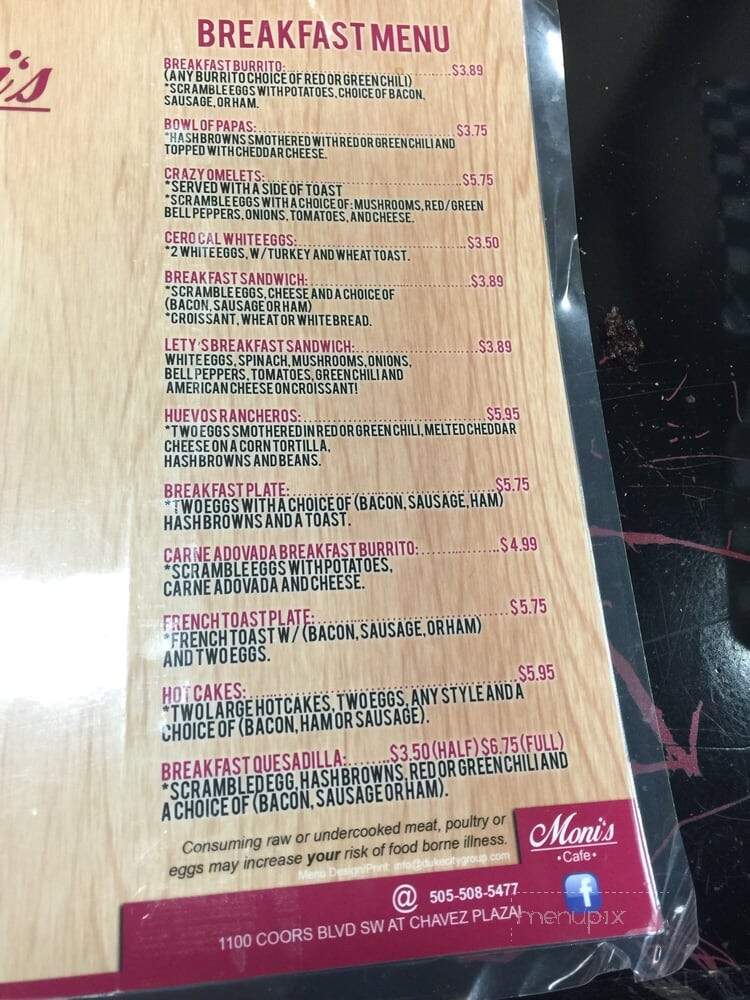 BREAKFAST MENU
i's
BREAKFAST BURRITO:..............................$3.89
(ANY BURRITO CHOICE OF RED OR GREEN CHILI)
*SCRAMBLE EGGS WITH POTATOES, CHOICE OF BACON,
SAUSAGE, OR HAM.
BOWL OF PAPAS:..............................$3.75
*HASH BROWNS SMOTHERED WITH RED OR GREEN CHILI AND
TOPPED WITH CHEDDAR CHEESE.
CRAZY OMELETS:..............................$5.75
*SERVED WITH A SIDE OF TOAST
*SCRAMBLE EGGS WITH A CHOICE OF: MUSHROOMS, RED/GREEN
BELL PEPPERS, ONIONS, TOMATOES, AND CHEESE.
CERO CAL WHITE EGGS:..............................$3.50
*2 WHITE EGGS, W/TURKEY AND WHEAT TOAST.
BREAKFAST SANDWICH:..............................$3.89
*SCRAMBLE EGGS, CHEESE AND A CHOICE OF
(BACON, SAUSAGE OR HAM)
*CROISSANT, WHEAT OR WHITE BREAD.
LETY'S BREAKFAST SANDWICH:..............................$3.89
WHITE EGGS, SPINACH, MUSHROOMS, ONIONS,
BELL PEPPERS, TOMATOES, GREEN CHILI AND
AMERICAN CHEESE ON CROISSANT!
HUEVOS RANCHEROS:..............................$5.95
*TWO EGGS SMOTHERED IN RED OR GREEN CHILI, MELTED CHEDDAR
CHEESE ON A CORN TORTILLA,
HASH BROWNS AND BEANS.
BREAKFAST PLATE:..............................$5.75
*TWO EGGS WITH A CHOICE OF (BACON, SAUSAGE, HAM)
HASH BROWNS AND A TOAST.
CARNE ADOVADA BREAKFAST BURRITO:................$4.99
*SCRAMBLE EGGS WITH POTATOES,
CARNE ADOVADA AND CHEESE.
FRENCH TOAST PLATE:..............................$5.75
*FRENCH TOAST W/ (BACON, SAUSAGE, OR HAM)
AND TWO EGGS.
HOT CAKES:..............................$5.95
*TWO LARGE HOT CAKES, TWO EGGS, ANY STYLE AND A
CHOICE OF (BACON, HAM OR SAUSAGE).
BREAKFAST QUESADILLA:........$3.50 (HALF) $6.75 (FULL)
*SCRAMBLED EGG, HASH BROWNS, RED OR GREEN CHILI AND
A CHOICE OF (BACON, SAUSAGE OR HAM).
Consuming raw or undercooked meat, poultry or
eggs may increase your risk of food borne illness.
Menu Design/Print: info@dukecitygroup.com
Moni's
•Cafe•
@ 505-508-5477 f
1100 COORS BLVD SW AT CHAVEZ PLAZA!
menupix